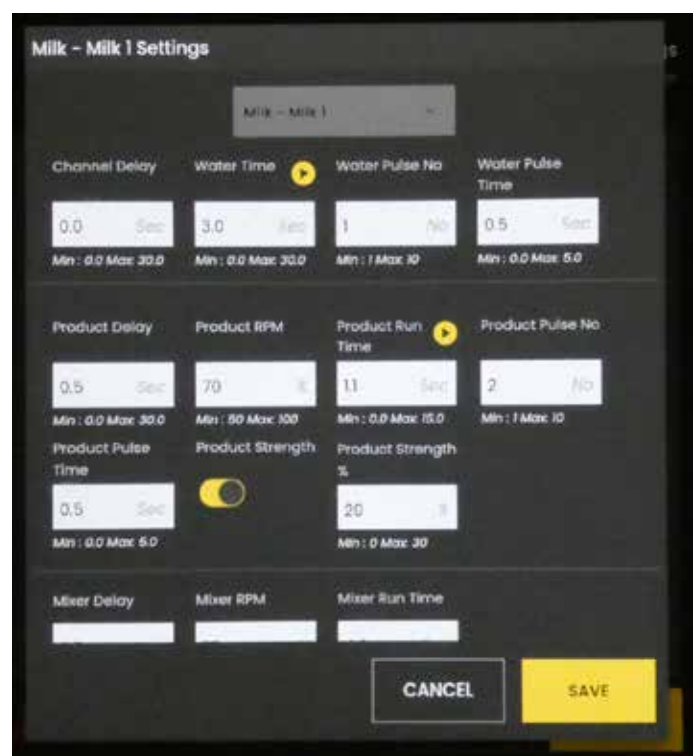 Milk - Milk 1 Settings
gs
Milk - Milk 1
Channel Delay Water Time Water Pulse No Water Pulse
Time
0.0 Sec 3.0 Sec 1 No 0.5 Sec
Min : 0.0 Max: 30.0 Min : 0.0 Max: 30.0 Min : 1 Max: 10 Min : 0.0 Max: 5.0
Product Delay Product RPM Product Run Product Pulse No
Time
0.5 Sec 70 % 1.1 Sec 2 No
Min : 0.0 Max: 30.0 Min : 50 Max: 100 Min : 0.0 Max: 15.0 Min : 1 Max: 10
Product Pulse Product Strength Product Strength
Time %
0.5 Sec 20 %
Min : 0.0 Max: 5.0 Min : 0 Max: 30
Mixer Delay Mixer RPM Mixer Run Time
CANCEL SAVE